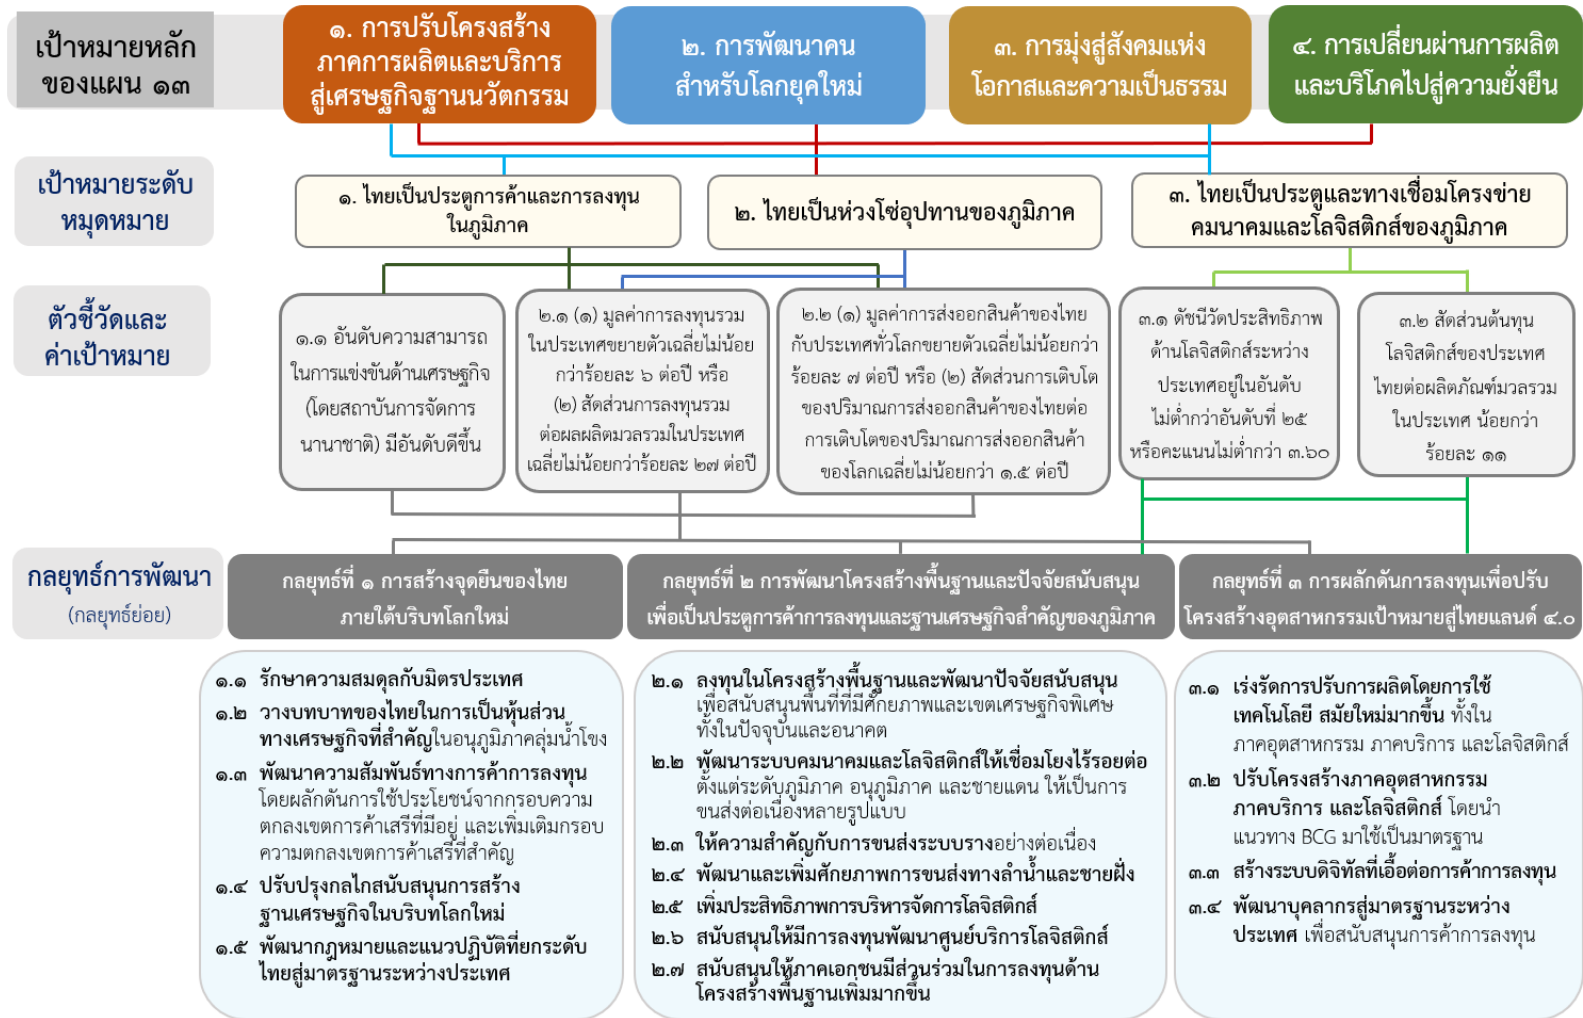 เป้าหมายหลัก
ของแผน ๑๓
๑. การปรับโครงสร้าง
ภาคการผลิตและบริการ
สู่เศรษฐกิจฐานนวัตกรรม
๒. การพัฒนาคน
สำหรับโลกยุคใหม่
๓. การมุ่งสู่สังคมแห่ง
โอกาสและความเป็นธรรม
๔. การเปลี่ยนผ่านการผลิต
และบริโภคไปสู่ความยั่งยืน
เป้าหมายระดับ
หมุดหมาย
๑. ไทยเป็นประตูการค้าและการลงทุน
ในภูมิภาค
๒. ไทยเป็นห่วงโซ่อุปทานของภูมิภาค
๓. ไทยเป็นประตูและทางเชื่อมโครงข่าย
คมนาคมและโลจิสติกส์ของภูมิภาค
ตัวชี้วัดและ
ค่าเป้าหมาย
๑.๑ อันดับความสามารถ
ในการแข่งขันด้านเศรษฐกิจ
(โดยสถาบันการจัดการ
นานาชาติ) มีอันดับดีขึ้น
๒.๑ (๑) มูลค่าการลงทุนรวม
ในประเทศขยายตัวเฉลี่ยไม่น้อย
กว่าร้อยละ ๖ ต่อปี หรือ
(๒) สัดส่วนการลงทุนรวม
ต่อผลผลิตมวลรวมในประเทศ
เฉลี่ยไม่น้อยกว่าร้อยละ ๒๗ ต่อปี
๒.๒ (๑) มูลค่าการส่งออกสินค้าของไทย
กับประเทศทั่วโลกขยายตัวเฉลี่ยไม่น้อยกว่า
ร้อยละ ๗ ต่อปี หรือ (๒) สัดส่วนการเติบโต
ของปริมาณการส่งออกสินค้าของไทยต่อ
การเติบโตของปริมาณการส่งออกสินค้า
ของโลกเฉลี่ยไม่น้อยกว่า ๑.๕ ต่อปี
๓.๑ ดัชนีวัดประสิทธิภาพ
ด้านโลจิสติกส์ระหว่าง
ประเทศอยู่ในอันดับ
ไม่ต่ำกว่าอันดับที่ ๒๕
หรือคะแนนไม่ต่ำกว่า ๓.๖๐
๓.๒ สัดส่วนต้นทุน
โลจิสติกส์ของประเทศ
ไทยต่อผลิตภัณฑ์มวลรวม
ในประเทศ น้อยกว่า
ร้อยละ ๑๑
กลยุทธ์การพัฒนา
(กลยุทธ์ย่อย)
กลยุทธ์ที่ ๑ การสร้างจุดยืนของไทย
ภายใต้บริบทโลกใหม่
กลยุทธ์ที่ ๒ การพัฒนาโครงสร้างพื้นฐานและปัจจัยสนับสนุน
เพื่อเป็นประตูการค้าการลงทุนและฐานเศรษฐกิจสำคัญของภูมิภาค
กลยุทธ์ที่ ๓ การผลักดันการลงทุนเพื่อปรับ
โครงสร้างอุตสาหกรรมเป้าหมายสู่ไทยแลนด์ ๔.๐
๑.๑ รักษาความสมดุลกับมิตรประเทศ
๑.๒ วางบทบาทของไทยในการเป็นหุ้นส่วน
ทางเศรษฐกิจที่สำคัญในอนุภูมิภาคลุ่มน้ำโขง
๑.๓ พัฒนาความสัมพันธ์ทางการค้าการลงทุน
โดยผลักดันการใช้ประโยชน์จากกรอบความ
ตกลงเขตการค้าเสรีที่มีอยู่ และเพิ่มเติมกรอบ
ความตกลงเขตการค้าเสรีที่สำคัญ
๑.๔ ปรับปรุงกลไกสนับสนุนการสร้าง
ฐานเศรษฐกิจในบริบทโลกใหม่
๑.๕ พัฒนากฎหมายและแนวปฏิบัติที่ยกระดับ
ไทยสู่มาตรฐานระหว่างประเทศ
๒.๑ ลงทุนในโครงสร้างพื้นฐานและพัฒนาปัจจัยสนับสนุน
เพื่อสนับสนุนพื้นที่ที่มีศักยภาพและเขตเศรษฐกิจพิเศษ
ทั้งในปัจจุบันและอนาคต
๒.๒ พัฒนาระบบคมนาคมและโลจิสติกส์ให้เชื่อมโยงไร้รอยต่อ
ตั้งแต่ระดับภูมิภาค อนุภูมิภาค และชายแดน ให้เป็นการ
ขนส่งต่อเนื่องหลายรูปแบบ
๒.๓ ให้ความสำคัญกับการขนส่งระบบรางอย่างต่อเนื่อง
๒.๔ พัฒนาและเพิ่มศักยภาพการขนส่งทางลำน้ำและชายฝั่ง
๒.๕ เพิ่มประสิทธิภาพการบริหารจัดการโลจิสติกส์
๒.๖ สนับสนุนให้มีการลงทุนพัฒนาศูนย์บริการโลจิสติกส์
๒.๗ สนับสนุนให้ภาคเอกชนมีส่วนร่วมในการลงทุนด้าน
โครงสร้างพื้นฐานเพิ่มมากขึ้น
๓.๑ เร่งรัดการปรับการผลิตโดยการใช้
เทคโนโลยี สมัยใหม่มากขึ้น ทั้งใน
ภาคอุตสาหกรรม ภาคบริการ และโลจิสติกส์
๓.๒ ปรับโครงสร้างภาคอุตสาหกรรม
ภาคบริการ และโลจิสติกส์ โดยนำ
แนวทาง BCG มาใช้เป็นมาตรฐาน
๓.๓ สร้างระบบดิจิทัลที่เอื้อต่อการค้าการลงทุน
๓.๔ พัฒนาบุคลากรสู่มาตรฐานระหว่าง
ประเทศ เพื่อสนับสนุนการค้าการลงทุน